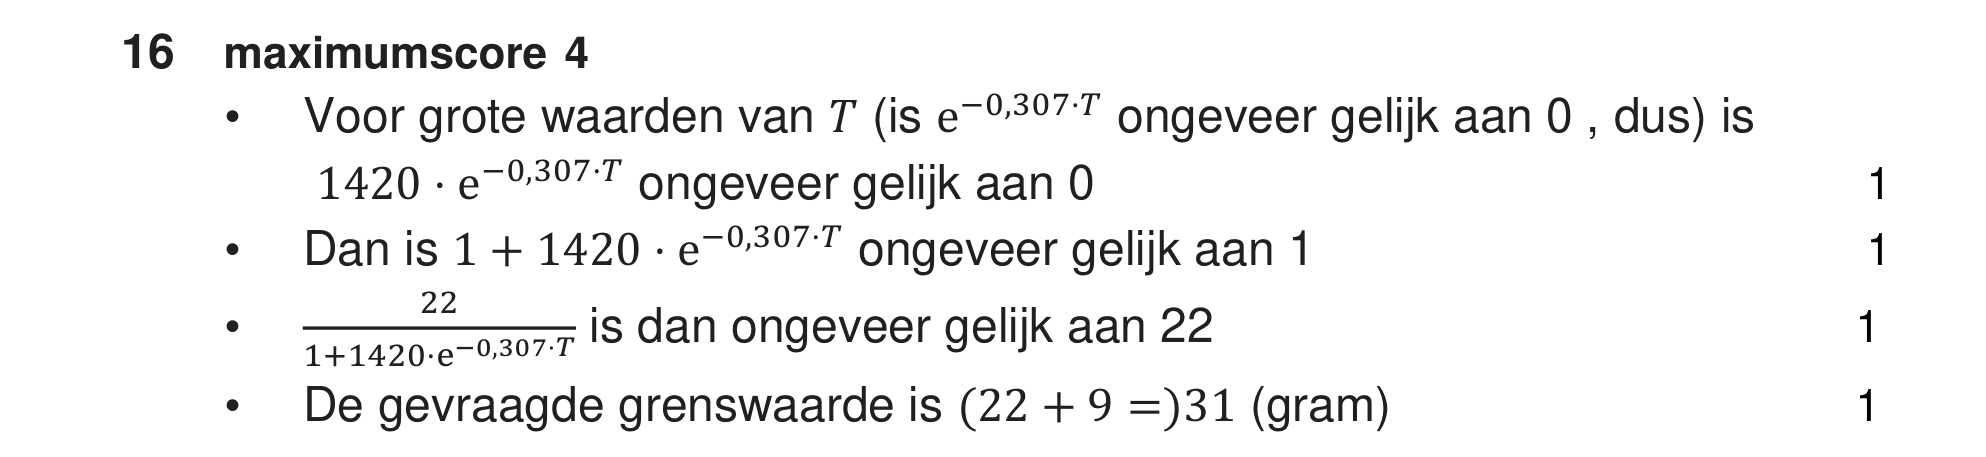 16 maximumscore 4
• Voor grote waarden van T (is e^{−0,307·T} ongeveer gelijk aan 0 , dus) is
1420 · e^{−0,307·T} ongeveer gelijk aan 0 1
• Dan is 1 + 1420 · e^{−0,307·T} ongeveer gelijk aan 1 1
• \frac{22}{1+1420·e^{−0,307·T}} is dan ongeveer gelijk aan 22 1
• De gevraagde grenswaarde is (22 + 9 =)31 (gram) 1